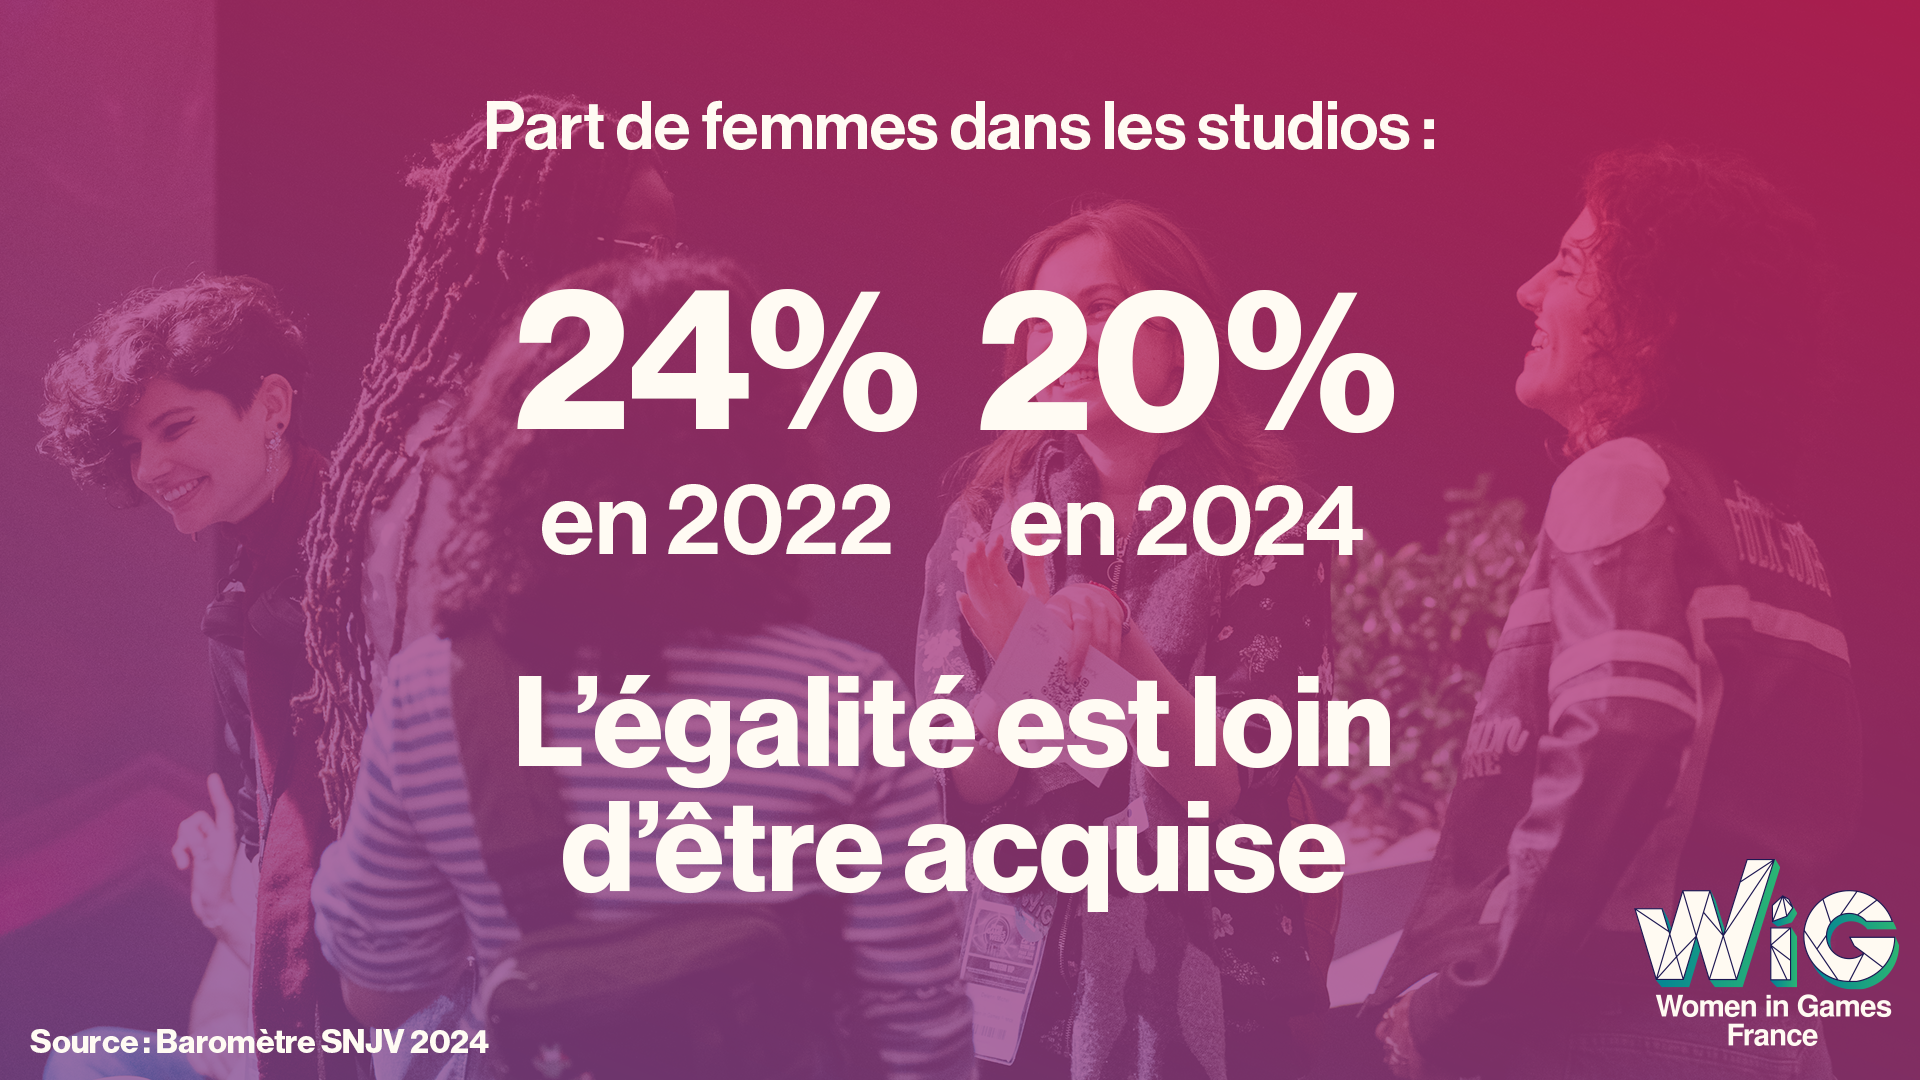 Part de femmes dans les studios :
24% 20%
en 2022 en 2024
L’égalité est loin
d’être acquise
Source : Baromètre SNJV 2024
WiG
Women in Games
France